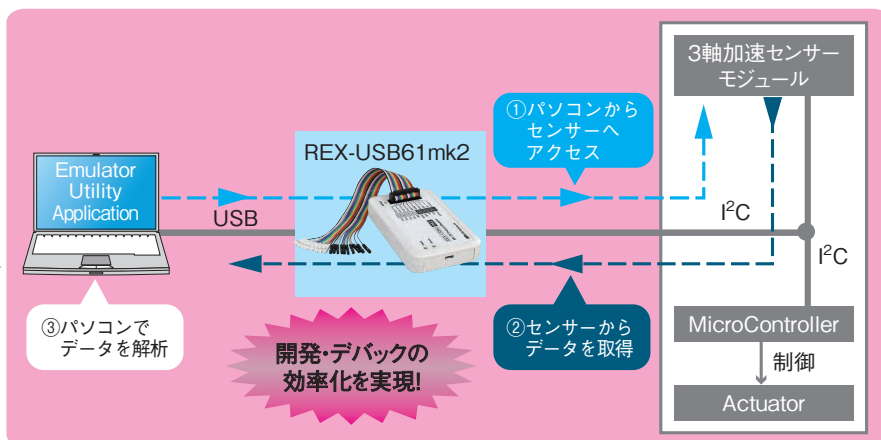 3軸加速センサー
モジュール
①パソコンから
センサーへ
アクセス
REX-USB61mk2
Emulator
Utility
Application
USB
I²C
I²C
③パソコンで
データを解析
②センサーから
データを取得
開発・デバックの
効率化を実現!
MicroController
制御
Actuator